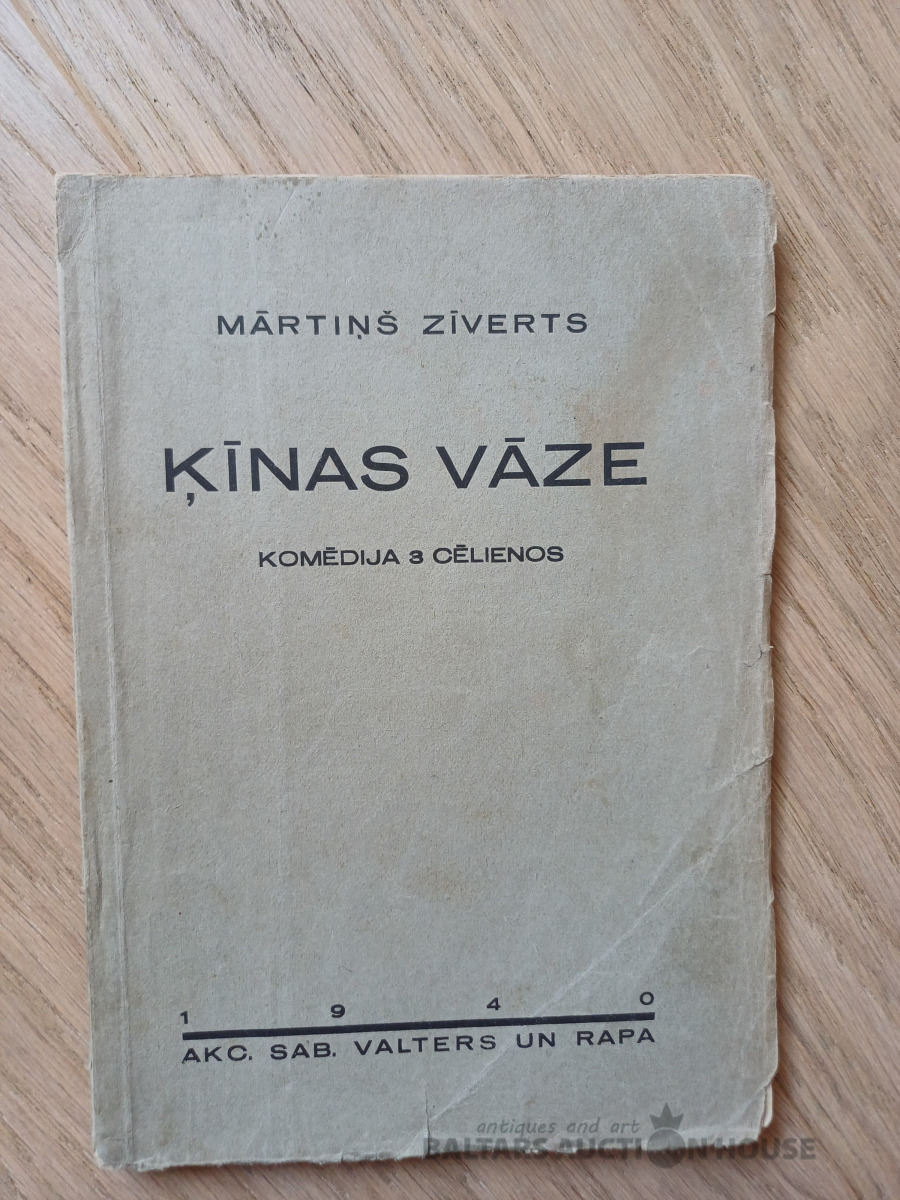 MĀRTIŅŠ ZĪVERTS
ĶĪNAS VĀZE
KOMĒDIJA 3 CĒLIENOS
1 9 4 0
AKC. SAB. VALTERS UN RAPA
antiques and art
BALTARS AUCTION HOUSE